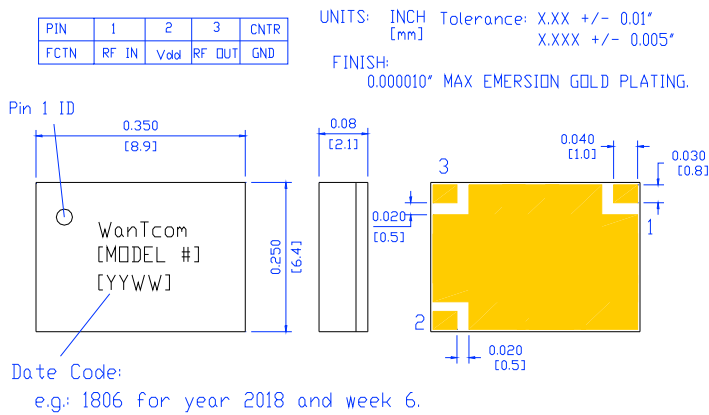 PIN 1 2 3 CNTR
FCTN RF IN Vdd RF OUT GND
UNITS: INCH Tolerance: X.XX +/- 0.01"
[mm] X.XXX +/- 0.005"
FINISH:
0.000010" MAX EMERSION GOLD PLATING.
Pin 1 ID
0.350
[8.9]
0.08
[2.1]
0.040
[1.0]
0.030
[0.8]
3
0.020
[0.5]
1
WanTcom
[MODEL #]
[YYWW]
0.250
[6.4]
2
0.020
[0.5]
Date Code:
e.g.: 1806 for year 2018 and week 6.